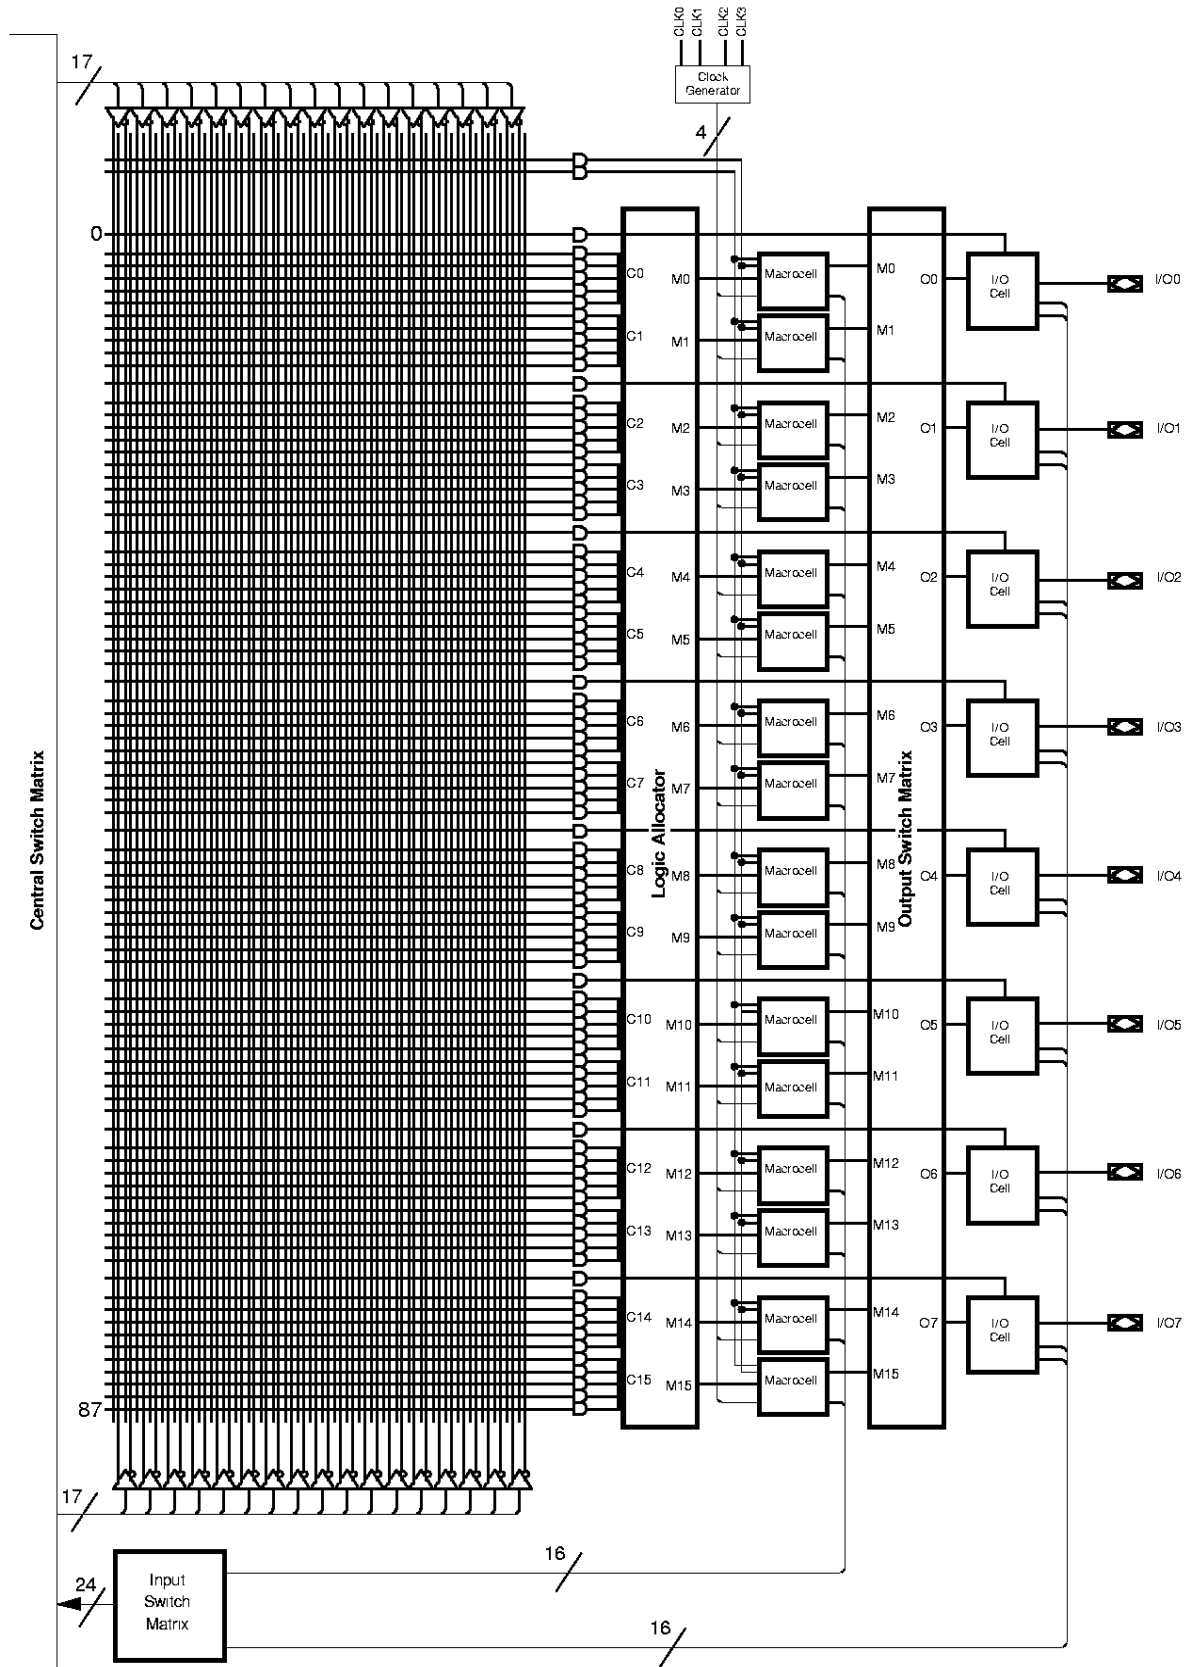 CLK0
CLK1
CLK2
CLK3
17
Clock
Generator
4
0
C0
M0
Macrocell
M0
O0
I/O
Cell
I/O0
C1
M1
Macrocell
M1
C2
M2
Macrocell
M2
O1
I/O
Cell
I/O1
C3
M3
Macrocell
M3
C4
M4
Macrocell
M4
O2
I/O
Cell
I/O2
C5
M5
Macrocell
M5
C6
M6
Macrocell
M6
O3
I/O
Cell
I/O3
C7
M7
Macrocell
M7
Central Switch Matrix
Logic Allocator
Output Switch Matrix
C8
M8
Macrocell
M8
O4
I/O
Cell
I/O4
C9
M9
Macrocell
M9
C10
M10
Macrocell
M10
O5
I/O
Cell
I/O5
C11
M11
Macrocell
M11
C12
M12
Macrocell
M12
O6
I/O
Cell
I/O6
C13
M13
Macrocell
M13
C14
M14
Macrocell
M14
O7
I/O
Cell
I/O7
C15
M15
Macrocell
M15
87
17
24
Input
Switch
Matrix
16
16